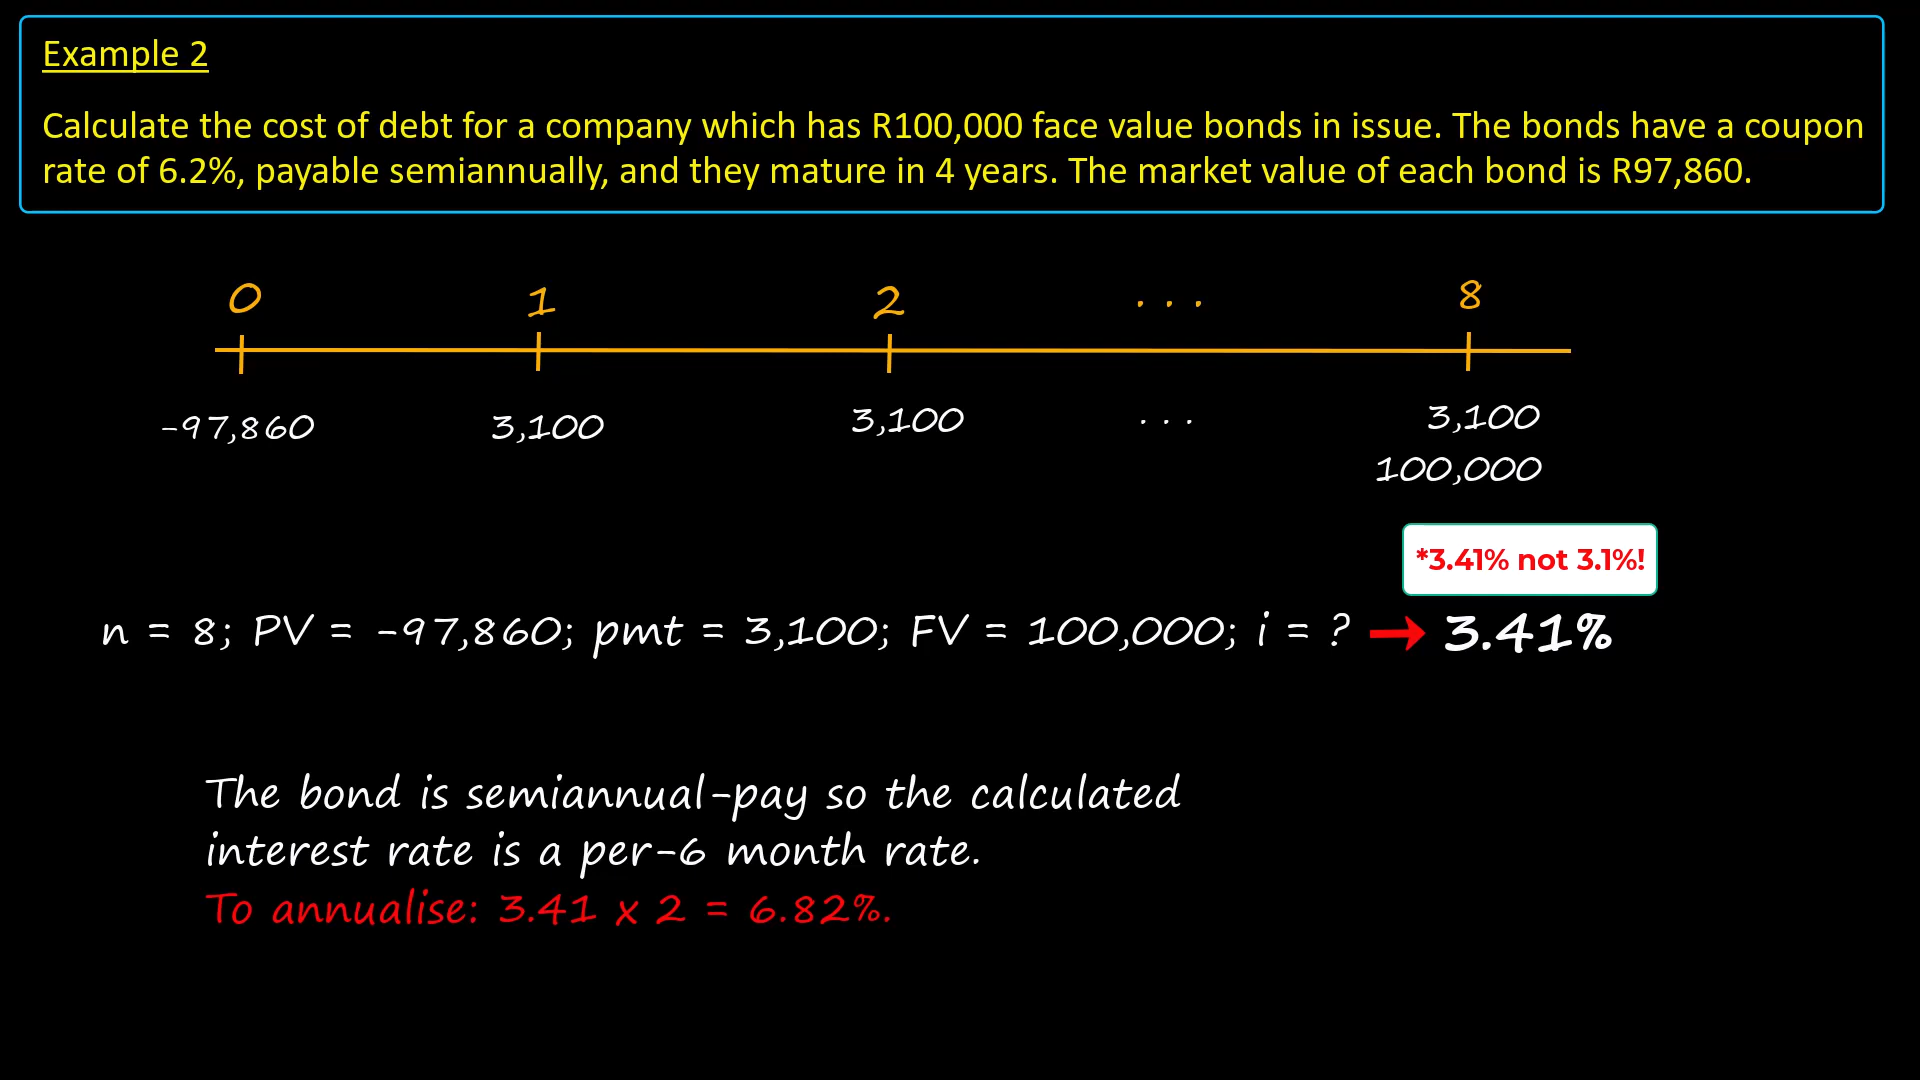 Example 2
Calculate the cost of debt for a company which has R100,000 face value bonds in issue. The bonds have a coupon
rate of 6.2%, payable semiannually, and they mature in 4 years. The market value of each bond is R97,860.
0 1 2 . . . 8
-97,860 3,100 3,100 . . . 3,100
100,000
*3.41% not 3.1%!
n = 8; PV = -97,860; pmt = 3,100; FV = 100,000; i = ? → 3.41%
The bond is semiannual-pay so the calculated
interest rate is a per-6 month rate.
To annualise: 3.41 x 2 = 6.82%.